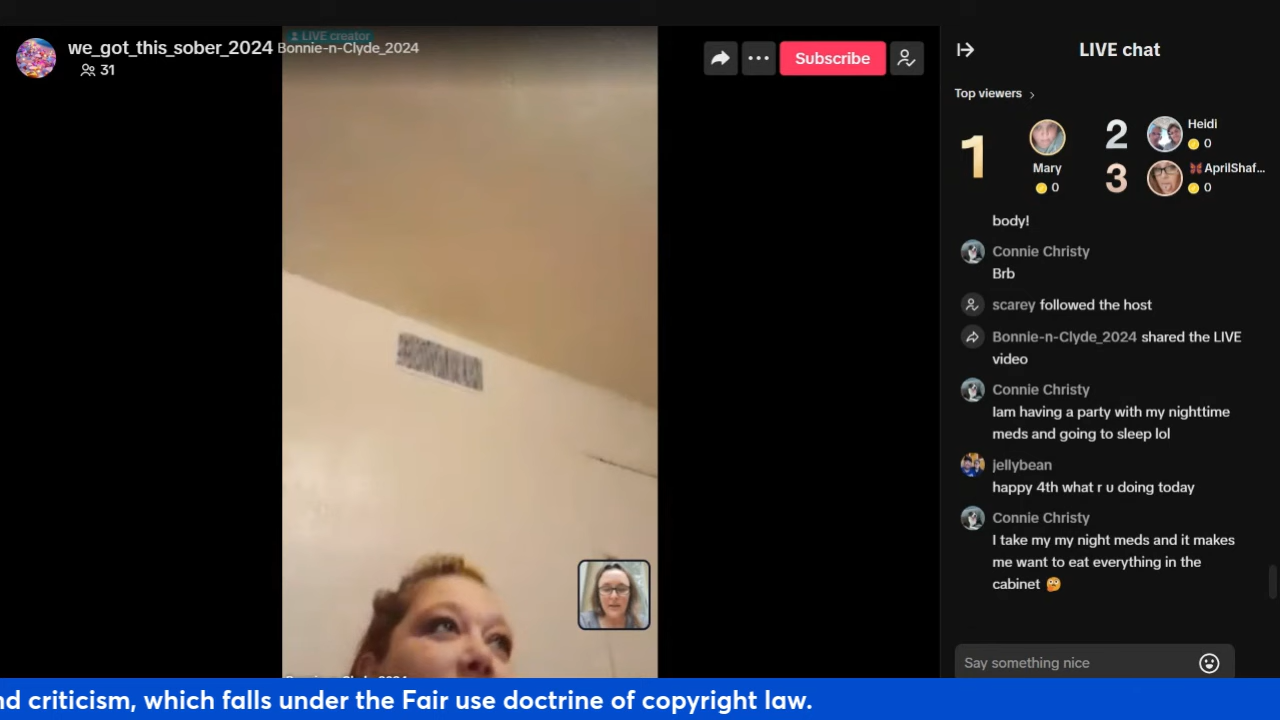 LIVE creator
we_got_this_sober_2024 Bonnie-n-Clyde_2024
31
Subscribe
LIVE chat
Top viewers
1
Mary
0
2
Heidi
0
3
AprilShaf...
0
body!
Connie Christy
Brb
scarey followed the host
Bonnie-n-Clyde_2024 shared the LIVE
video
Connie Christy
Iam having a party with my nighttime
meds and going to sleep lol
jellybean
happy 4th what r u doing today
Connie Christy
I take my my night meds and it makes
me want to eat everything in the
cabinet 🫢
Say something nice
nd criticism, which falls under the Fair use doctrine of copyright law.